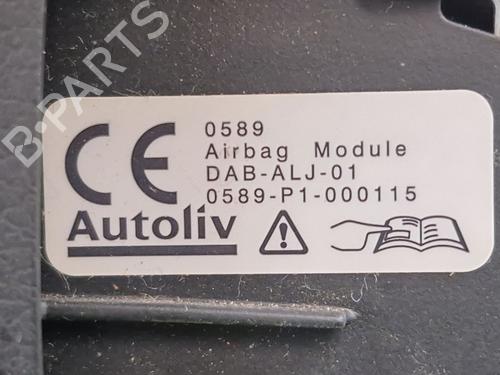 B-PARTS
CE
0589
Airbag Module
DAB-ALJ-01
0589-P1-000115
Autoliv